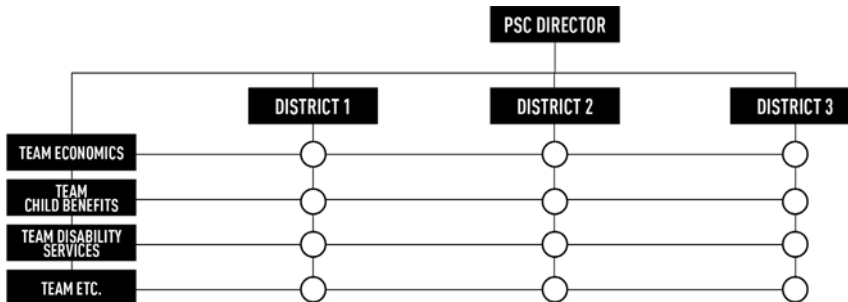 PSC DIRECTOR
DISTRICT 1
DISTRICT 2
DISTRICT 3
TEAM ECONOMICS
TEAM
CHILD BENEFITS
TEAM DISABILITY
SERVICES
TEAM ETC.